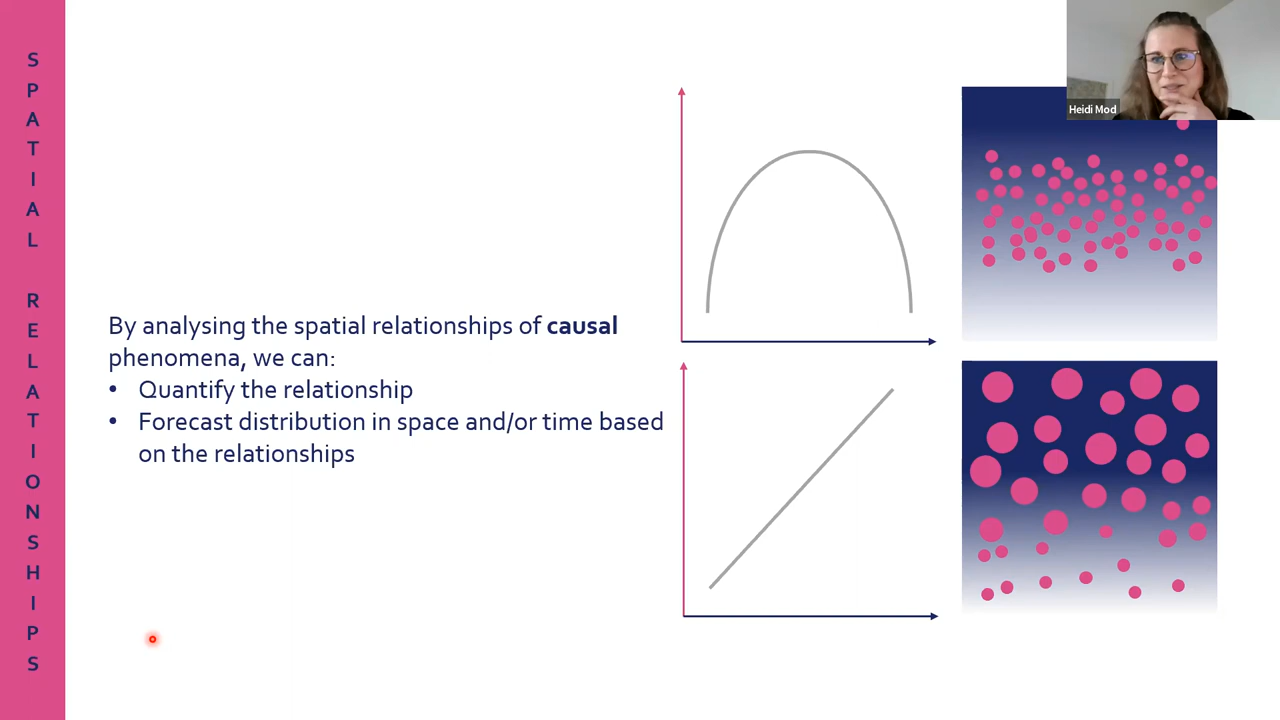 SPATIAL RELATIONSHIPS
Heidi Mod
By analysing the spatial relationships of causal
phenomena, we can:
• Quantify the relationship
• Forecast distribution in space and/or time based
on the relationships